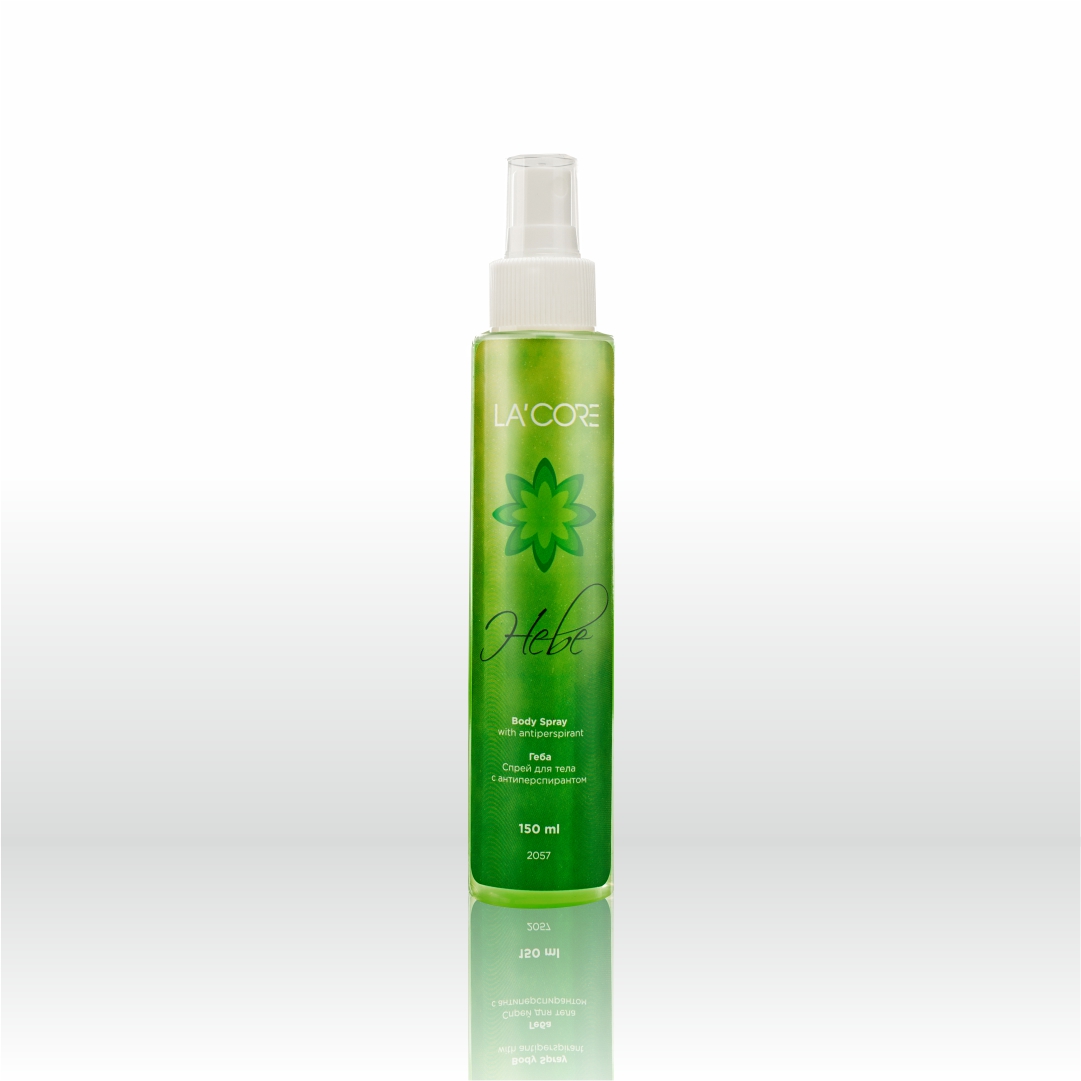 LA'CORE
Hebe
Body Spray
with antiperspirant
Геба
Спрей для тела
с антиперспирантом
150 ml
2057